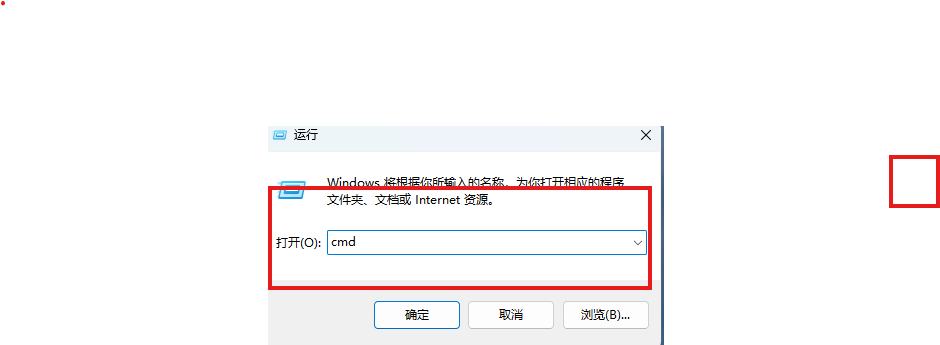 运行
Windows 将根据你所输入的名称，为你打开相应的程序、
文件夹、文档或 Internet 资源。
打开(O): cmd
确定 取消 浏览(B)...